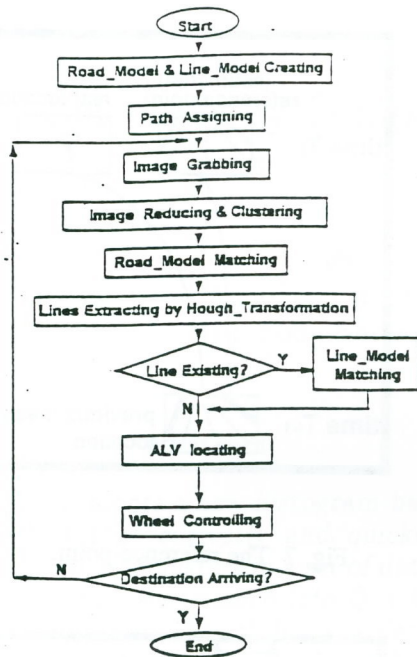 Start
Road_Model & Line_Model Creating
Path Assigning
Image Grabbing
Image Reducing & Clustering
Road_Model Matching
Lines Extracting by Hough_Transformation
Line Existing?
Y
Line_Model
Matching
N
ALV locating
Wheel Controlling
N
Destination Arriving?
Y
End